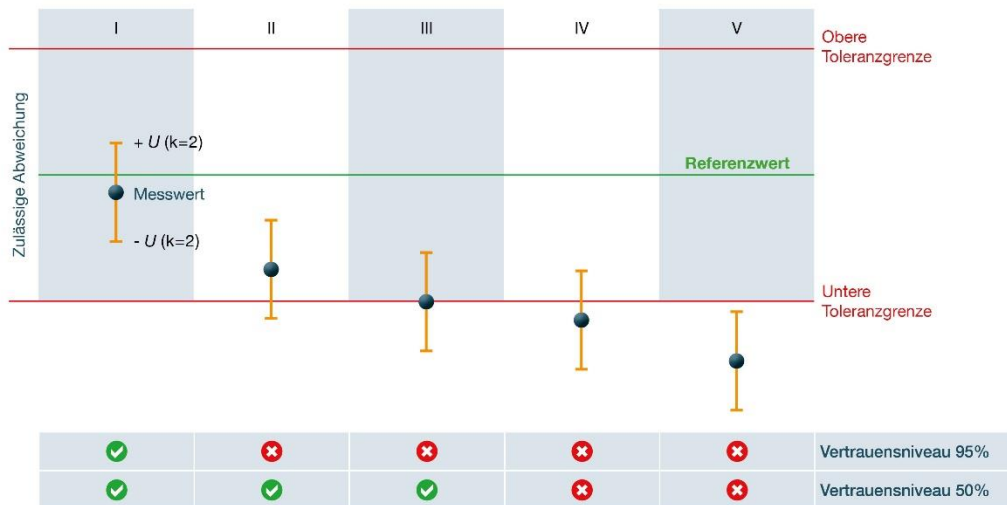 I II III IV V
Obere
Toleranzgrenze
Zulässige Abweichung
+ U (k=2)
Referenzwert
Messwert
- U (k=2)
Untere
Toleranzgrenze
Vertrauensniveau 95%
Vertrauensniveau 50%